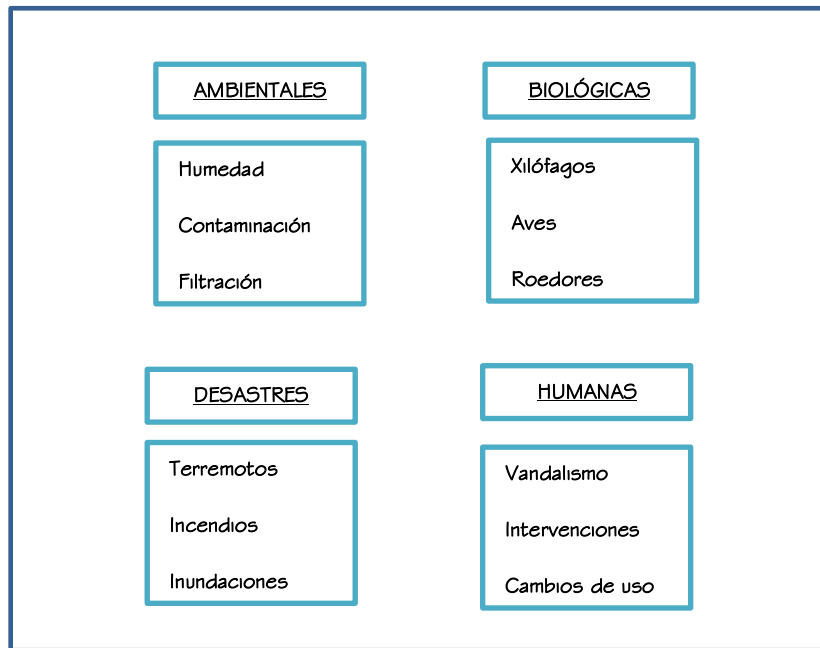 AMBIENTALES
Humedad
Contaminación
Filtración
BIOLÓGICAS
Xilófagos
Aves
Roedores
DESASTRES
Terremotos
Incendios
Inundaciones
HUMANAS
Vandalismo
Intervenciones
Cambios de uso